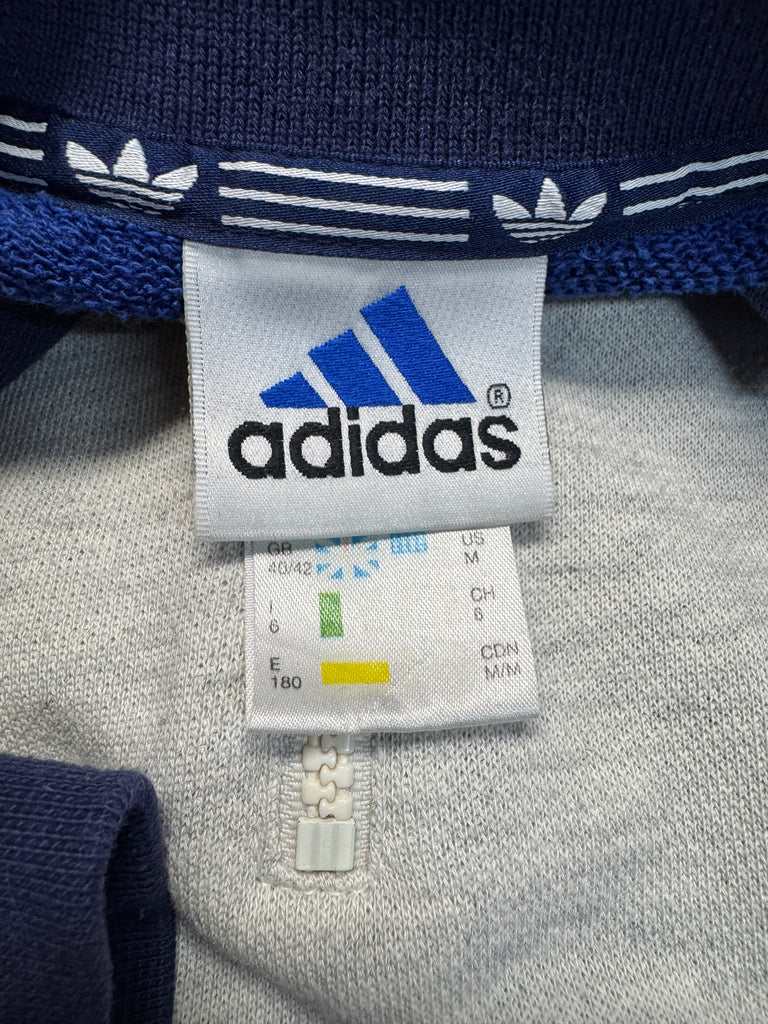 adidas®
GB US
40/42 M
I CH
6 6
E CDN
180 M/M